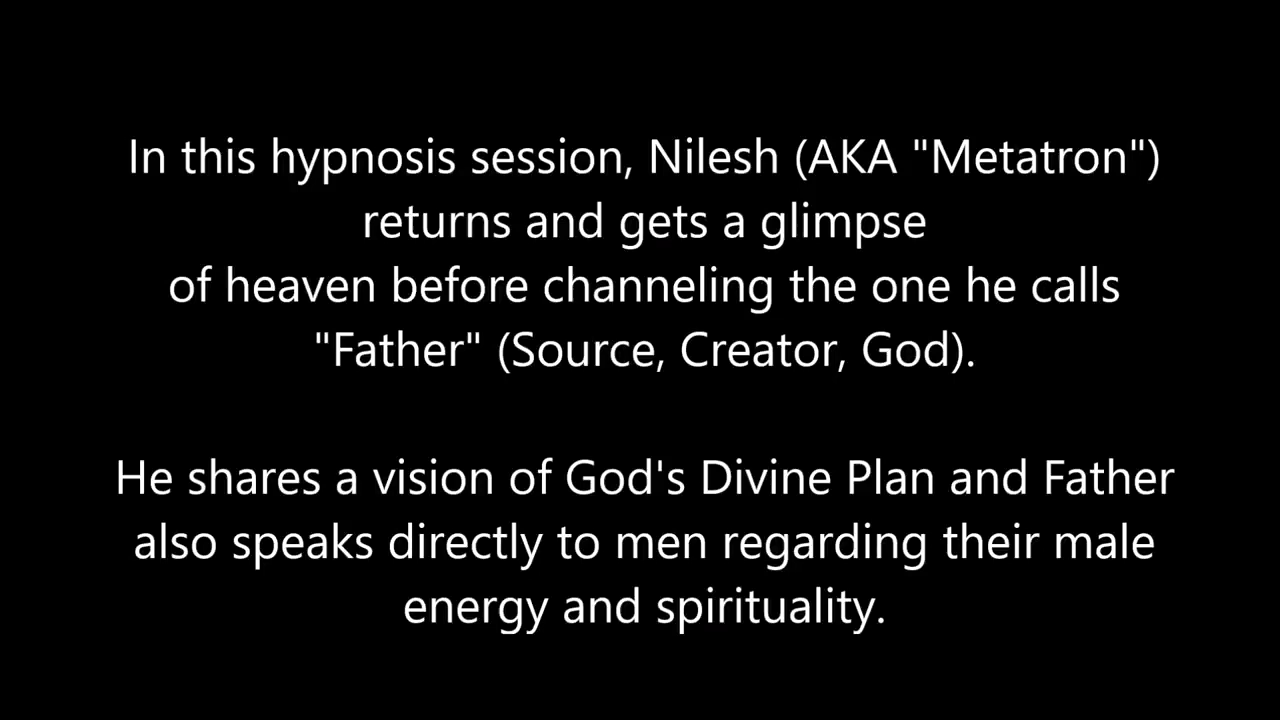 In this hypnosis session, Nilesh (AKA "Metatron")
returns and gets a glimpse
of heaven before channeling the one he calls
"Father" (Source, Creator, God).
He shares a vision of God's Divine Plan and Father
also speaks directly to men regarding their male
energy and spirituality.